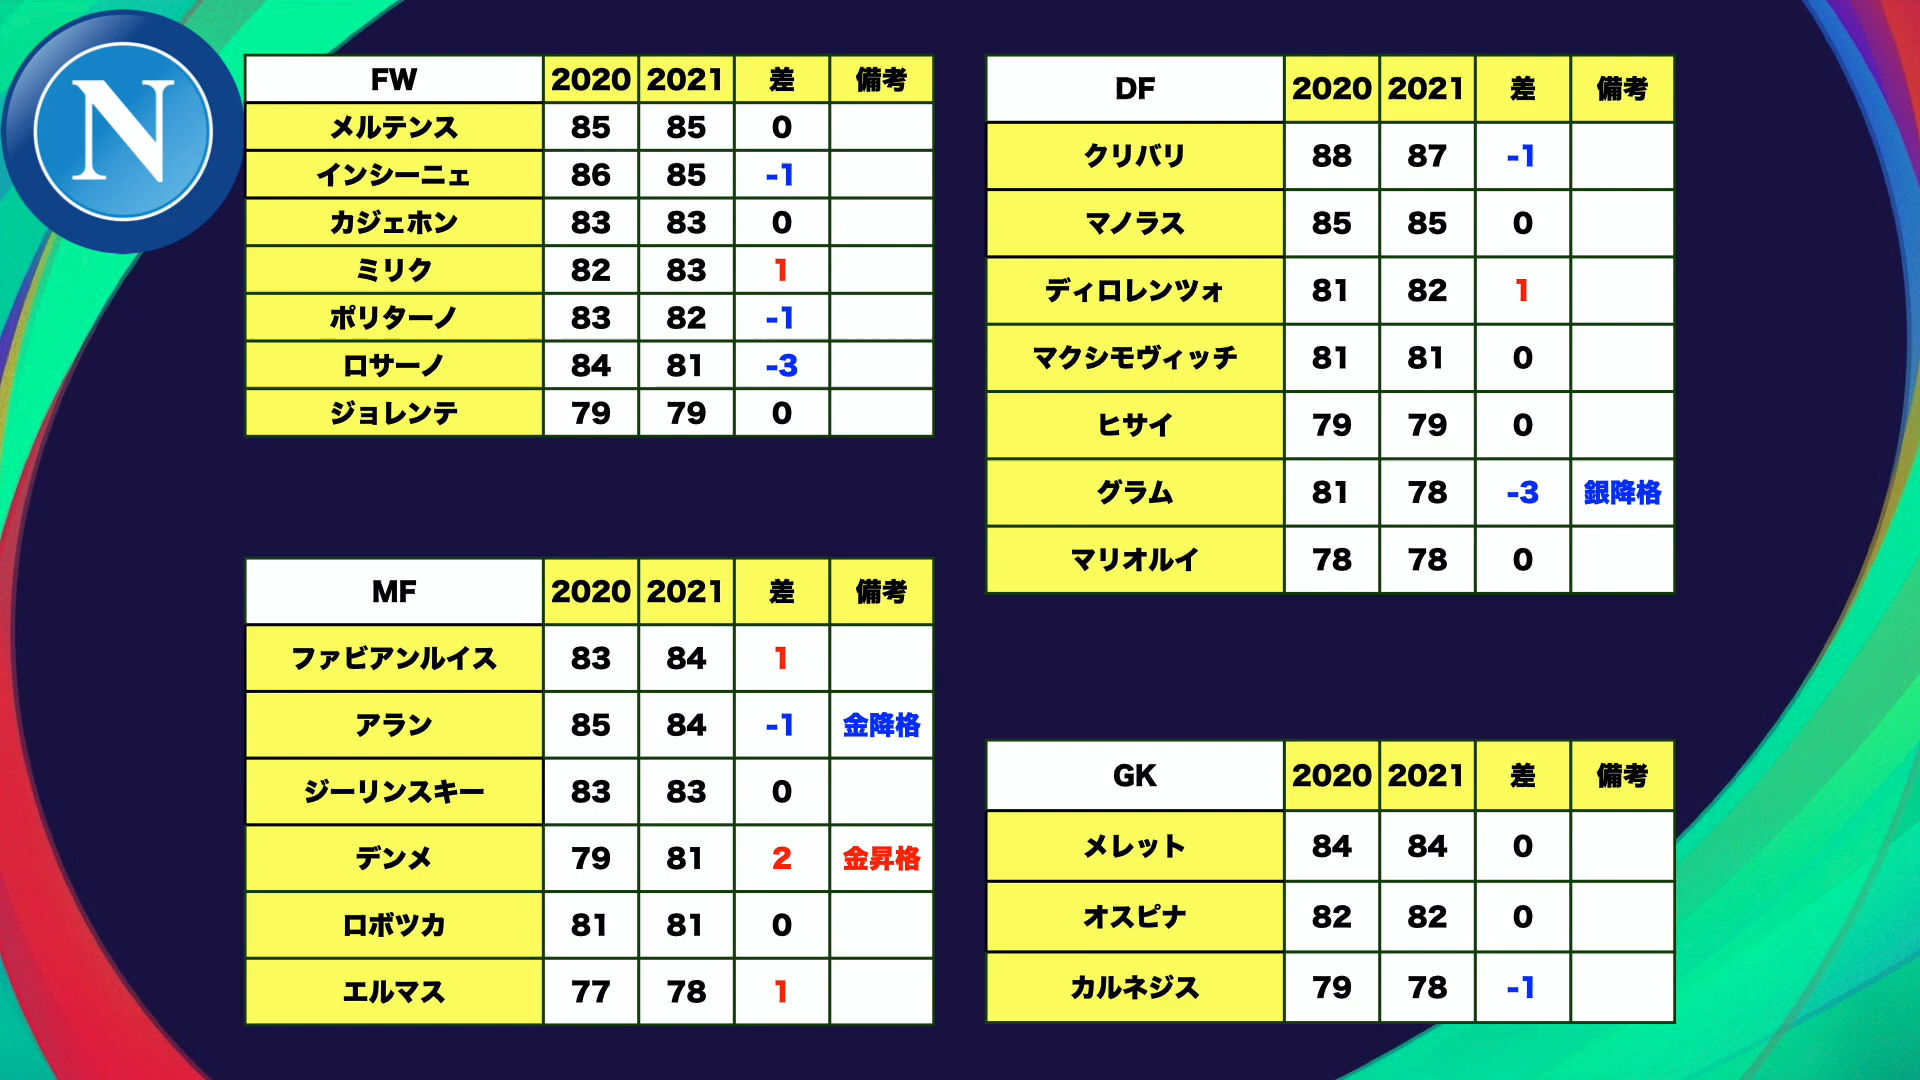 N
FW 2020 2021 差 備考
メルテンス 85 85 0
インシーニェ 86 85 -1
カジェホン 83 83 0
ミリク 82 83 1
ポリターノ 83 82 -1
ロサーノ 84 81 -3
ジョレンテ 79 79 0
MF 2020 2021 差 備考
ファビアンルイス 83 84 1
アラン 85 84 -1 金降格
ジーリンスキー 83 83 0
デンメ 79 81 2 金昇格
ロボツカ 81 81 0
エルマス 77 78 1
DF 2020 2021 差 備考
クリバリ 88 87 -1
マノラス 85 85 0
ディロレンツォ 81 82 1
マクシモヴィッチ 81 81 0
ヒサイ 79 79 0
グラム 81 78 -3 銀降格
マリオルイ 78 78 0
GK 2020 2021 差 備考
メレット 84 84 0
オスピナ 82 82 0
カルネジス 79 78 -1